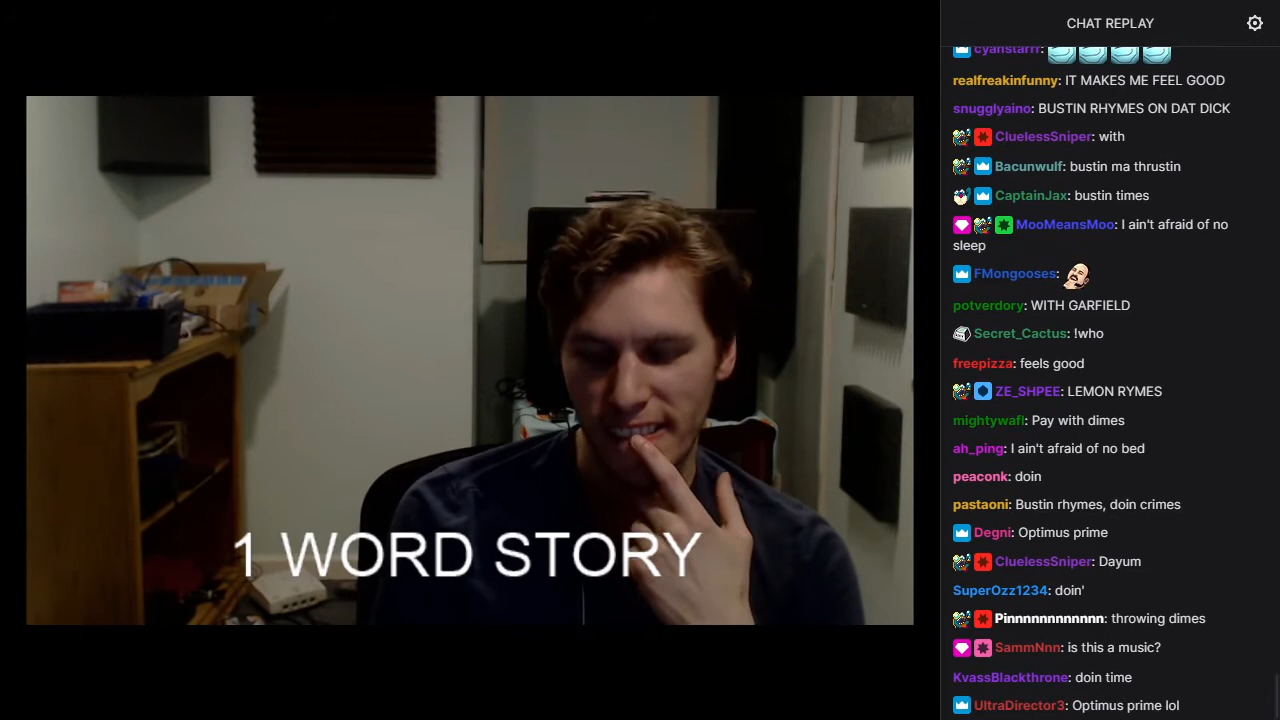 CHAT REPLAY
cyanstarrr:
realfreakinfunny: IT MAKES ME FEEL GOOD
snugglyaino: BUSTIN RHYMES ON DAT DICK
CluelessSniper: with
Bacunwulf: bustin ma thrustin
CaptainJax: bustin times
MooMeansMoo: I ain't afraid of no
sleep
FMongooses:
potverdory: WITH GARFIELD
Secret_Cactus: !who
freepizza: feels good
ZE_SHPEE: LEMON RYMES
mightywafl: Pay with dimes
ah_ping: I ain't afraid of no bed
peaconk: doin
pastaoni: Bustin rhymes, doin crimes
Degni: Optimus prime
CluelessSniper: Dayum
SuperOzz1234: doin'
Pinnnnnnnnnnnn: throwing dimes
SammNnn: is this a music?
KvassBlackthrone: doin time
UltraDirector3: Optimus prime lol
1 WORD STORY